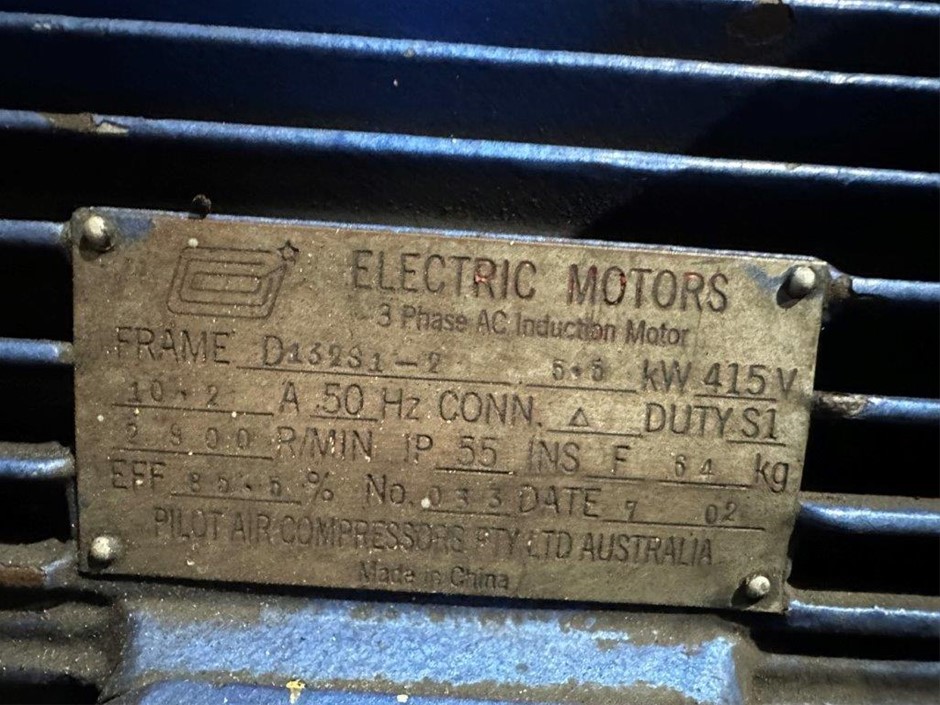 ELECTRIC MOTORS
3 Phase AC Induction Motor
FRAME D132S1-2 5.5 kW 415 V
10.2 A 50 Hz CONN. △ DUTY S1
2900 R/MIN IP 55 INS F 64 kg
EFF 85.5 % No. 033 DATE 7 02
PILOT AIR COMPRESSORS PTY LTD AUSTRALIA
Made in China